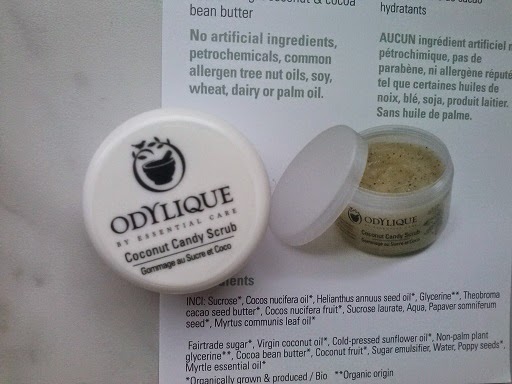 bean butter
No artificial ingredients,
petrochemicals, common
allergen tree nut oils, soy,
wheat, dairy or palm oil.
hydratants
AUCUN ingrédient artificiel n
pétrochimique, pas de
parabène, ni allergène réputé
tel que certaines huiles de
noix, blé, soja, produit laitier.
Sans huile de palme.
ODYLIQUE
BY ESSENTIAL CARE
Coconut Candy Scrub
Gommage au Sucre et Coco
ODYLIQUE
Coconut Candy Scrub
Gommage au Sucre et Coco
ients
INCI: Sucrose*, Cocos nucifera oil*, Helianthus annuus seed oil*, Glycerine**, Theobroma
cacao seed butter*, Cocos nucifera fruit*, Sucrose laurate, Aqua, Papaver somniferum
seed*, Myrtus communis leaf oil*
Fairtrade sugar*, Virgin coconut oil*, Cold-pressed sunflower oil*, Non-palm plant
glycerine**, Cocoa bean butter*, Coconut fruit*, Sugar emulsifier, Water, Poppy seeds*,
Myrtle essential oil*
*Organically grown & produced / Bio **Organic origin